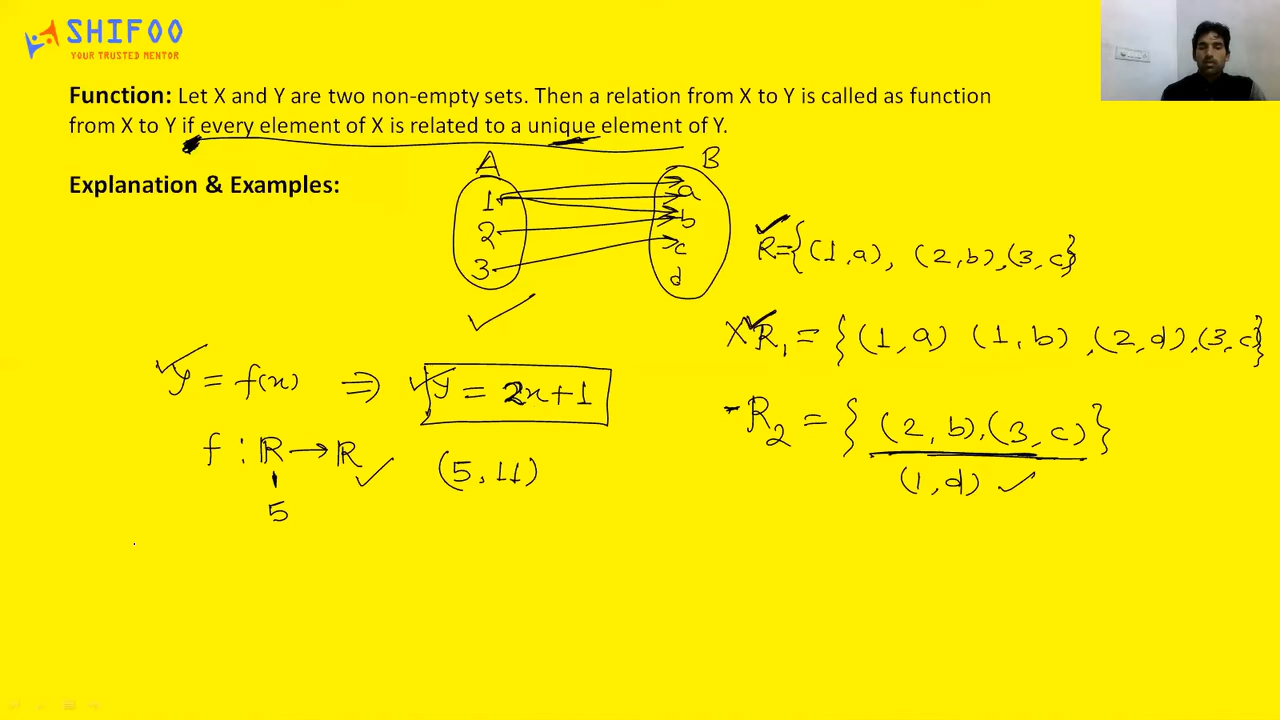 SHIFOO
YOUR TRUSTED MENTOR
Function: Let X and Y are two non-empty sets. Then a relation from X to Y is called as function
from X to Y if every element of X is related to a unique element of Y.
Explanation & Examples:
A B
1 a
2 b
3 c
d
R={(1,a), (2,b),(3,c}
X R₁ = {(1,a) (1,b) ,(2,d),(3,c}
y = f(x) ⇒ y = 2x+1
R₂ = { (2,b),(3,c) }
f : ℝ → ℝ (5,11)
(1,d)
5